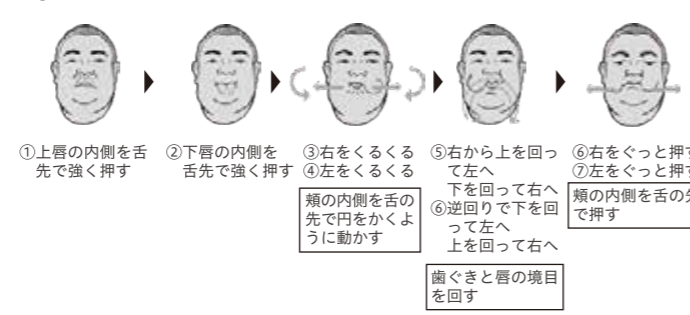 ①上唇の内側を舌
先で強く押す
②下唇の内側を
舌先で強く押す
③右をくるくる
④左をくるくる
頬の内側を舌の
先で円をかくよ
うに動かす
⑤右から上を回っ
て左へ
下を回って右へ
⑥逆回りで下を回
って左へ
上を回って右へ
歯ぐきと唇の境目
を回す
⑥右をぐっと押す
⑦左をぐっと押す
頬の内側を舌の先
で押す